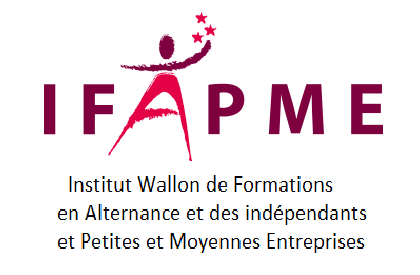 IFAPME
Institut Wallon de Formations
en Alternance et des indépendants
et Petites et Moyennes Entreprises